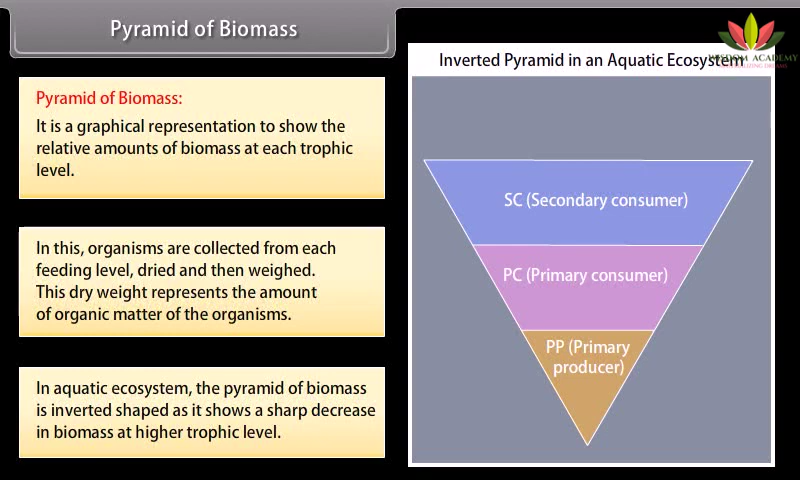 Pyramid of Biomass
WISDOM ACADEMY
Inverted Pyramid in an Aquatic Ecosystem
Pyramid of Biomass:
It is a graphical representation to show the
relative amounts of biomass at each trophic
level.
In this, organisms are collected from each
feeding level, dried and then weighed.
This dry weight represents the amount
of organic matter of the organisms.
In aquatic ecosystem, the pyramid of biomass
is inverted shaped as it shows a sharp decrease
in biomass at higher trophic level.
SC (Secondary consumer)
PC (Primary consumer)
PP (Primary
producer)